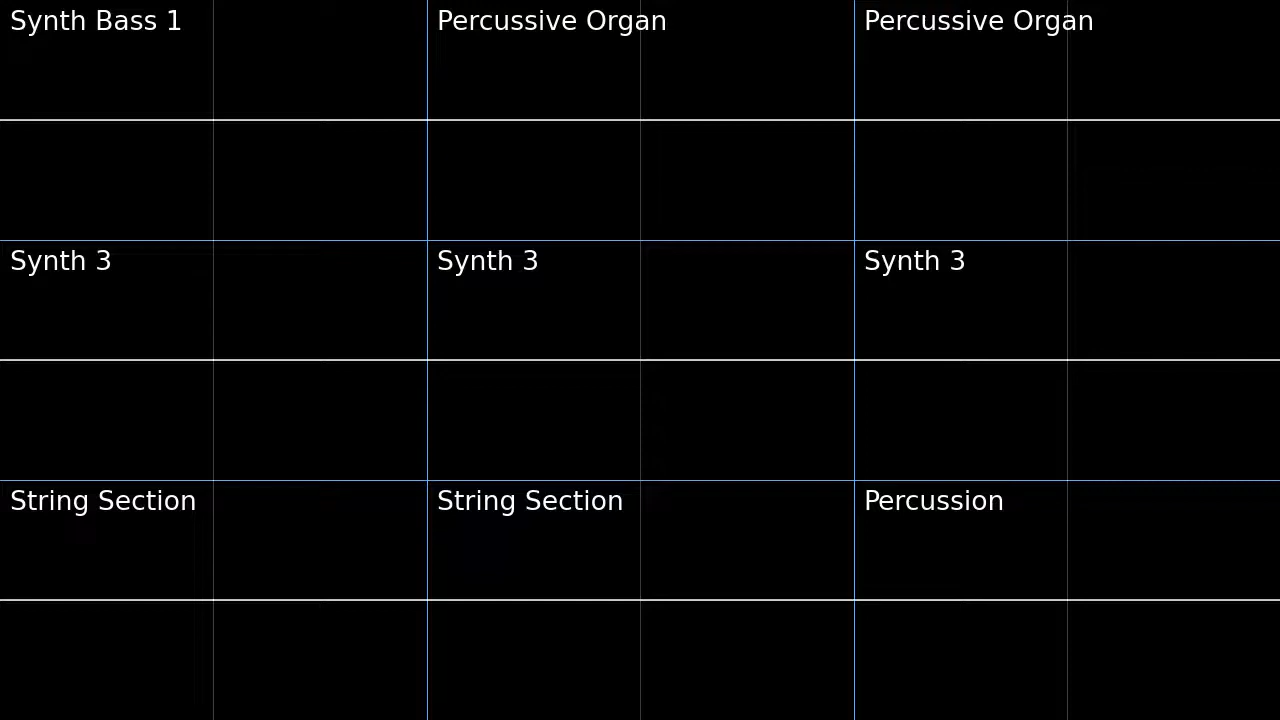 Synth Bass 1
Percussive Organ
Percussive Organ
Synth 3
Synth 3
Synth 3
String Section
String Section
Percussion